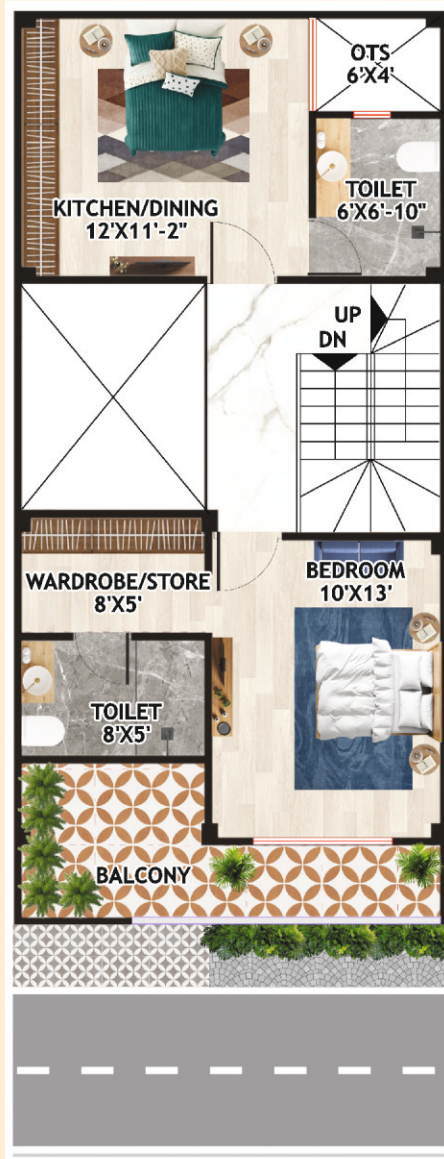 OTS
6'X4'
KITCHEN/DINING
12'X11'-2"
TOILET
6'X6'-10"
UP
DN
WARDROBE/STORE
8'X5'
BEDROOM
10'X13'
TOILET
8'X5'
BALCONY